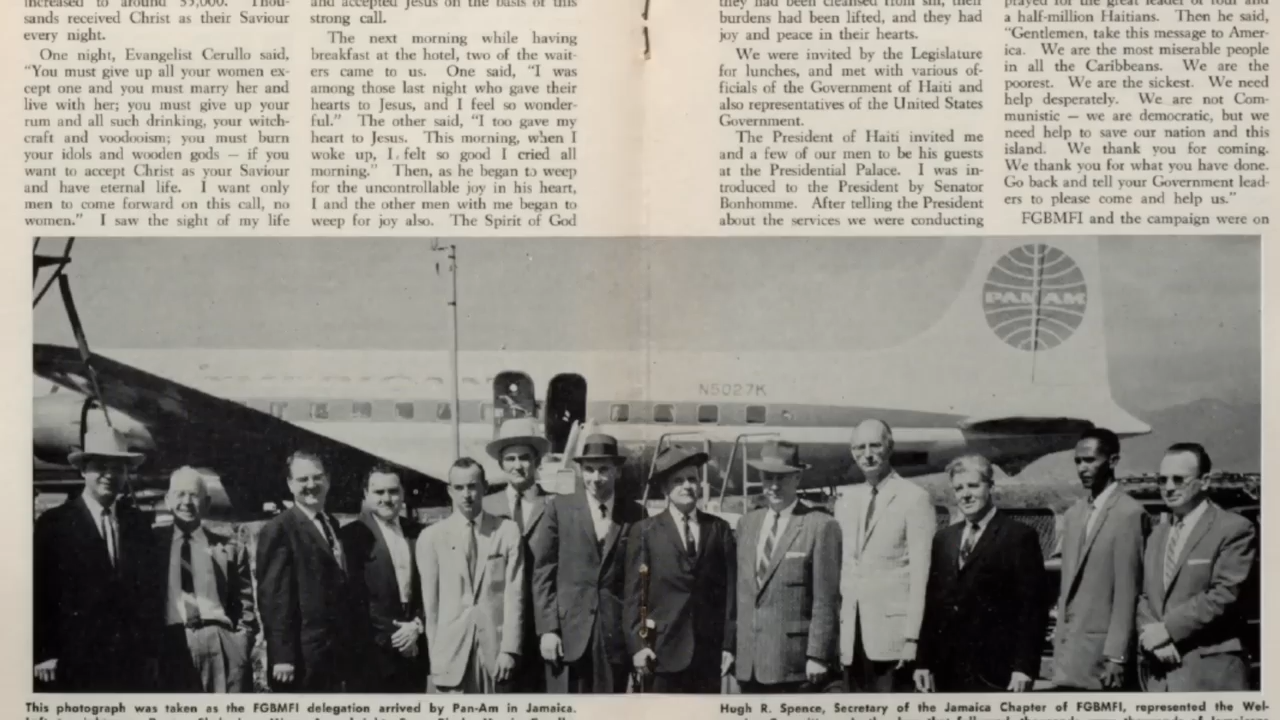 increased to around 35,000. Thou-
sands received Christ as their Saviour
every night.
One night, Evangelist Cerullo said,
"You must give up all your women ex-
cept one and you must marry her and
live with her; you must give up your
rum and all such drinking, your witch-
craft and voodooism; you must burn
your idols and wooden gods — if you
want to accept Christ as your Saviour
and have eternal life. I want only
men to come forward on this call, no
women." I saw the sight of my life
and accepted Jesus on the basis of this
strong call.
The next morning while having
breakfast at the hotel, two of the wait-
ers came to us. One said, "I was
among those last night who gave their
hearts to Jesus, and I feel so wonder-
ful." The other said, "I too gave my
heart to Jesus. This morning, when I
woke up, I felt so good I cried all
morning." Then, as he began to weep
for the uncontrollable joy in his heart,
I and the other men with me began to
weep for joy also. The Spirit of God
they had been cleansed from sin, their
burdens had been lifted, and they had
joy and peace in their hearts.
We were invited by the Legislature
for lunches, and met with various of-
ficials of the Government of Haiti and
also representatives of the United States
Government.
The President of Haiti invited me
and a few of our men to be his guests
at the Presidential Palace. I was in-
troduced to the President by Senator
Bonhomme. After telling the President
about the services we were conducting
prayed for the great leader of four and
a half-million Haitians. Then he said,
"Gentlemen, take this message to Amer-
ica. We are the most miserable people
in all the Caribbeans. We are the
poorest. We are the sickest. We need
help desperately. We are not Com-
munistic — we are democratic, but we
need help to save our nation and this
island. We thank you for coming.
We thank you for what you have done.
Go back and tell your Government lead-
ers to please come and help us."
FGBMFI and the campaign were on
PAN AM
N5027K
This photograph was taken as the FGBMFI delegation arrived by Pan-Am in Jamaica.
Hugh R. Spence, Secretary of the Jamaica Chapter of FGBMFI, represented the Wel-